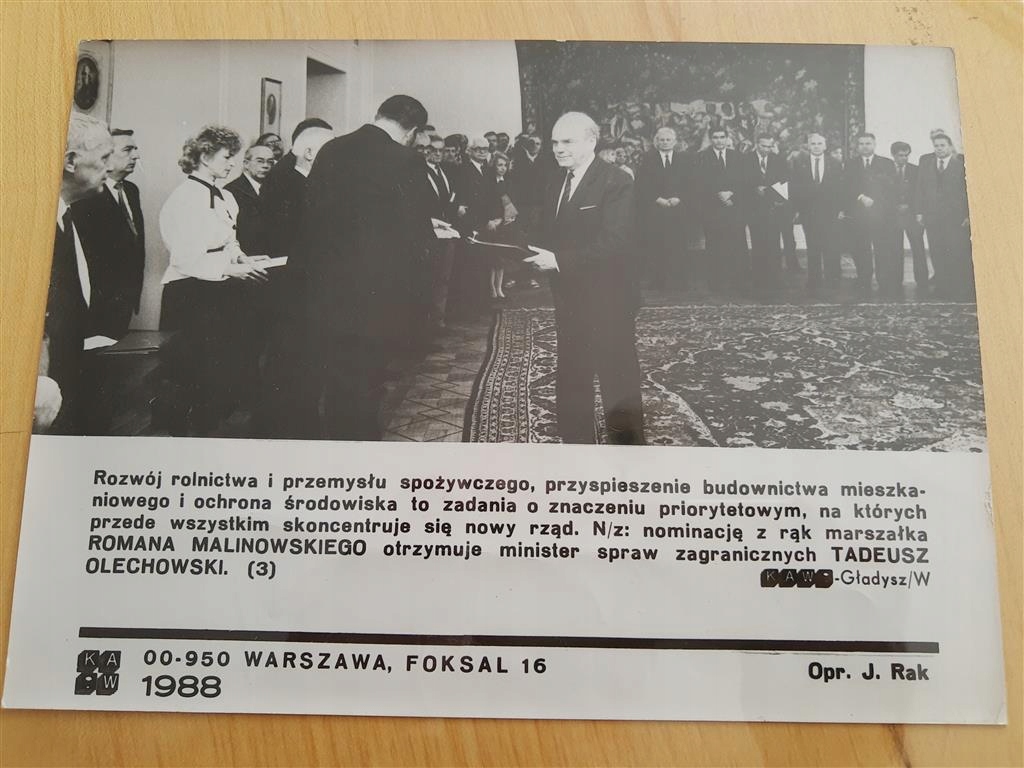 Rozwój rolnictwa i przemysłu spożywczego, przyspieszenie budownictwa mieszka-
niowego i ochrona środowiska to zadania o znaczeniu priorytetowym, na których
przede wszystkim skoncentruje się nowy rząd. N/z: nominację z rąk marszałka
ROMANA MALINOWSKIEGO otrzymuje minister spraw zagranicznych TADEUSZ
OLECHOWSKI. (3)
KAW-Gładysz/W
KAW
00-950 WARSZAWA, FOKSAL 16
1988
Opr. J. Rak